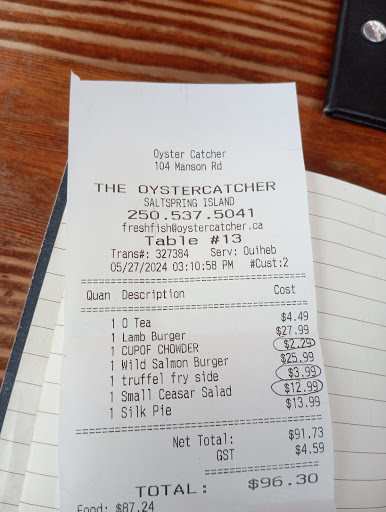 Oyster Catcher
104 Manson Rd
THE OYSTERCATCHER
SALTSPRING ISLAND
250.537.5041
freshfish@oystercatcher.ca
Table #13
Trans#: 327384 Serv: Ouiheb
05/27/2024 03:10:58 PM #Cust:2
Quan Description Cost
1 O Tea $4.49
1 Lamb Burger $27.99
1 CUPOF CHOWDER $2.29
1 Wild Salmon Burger $25.99
1 truffel fry side $3.99
1 Small Ceasar Salad $12.99
1 Silk Pie $13.99
Net Total: $91.73
GST $4.59
TOTAL: $96.30
Food: $87.24